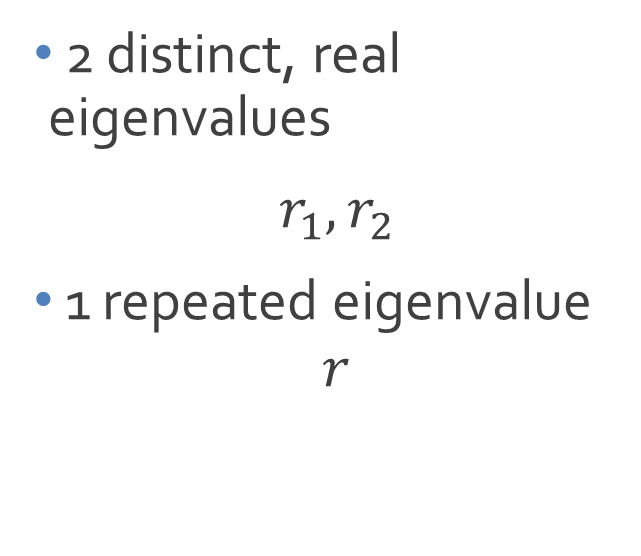 • 2 distinct, real
eigenvalues
r₁, r₂
• 1 repeated eigenvalue
r